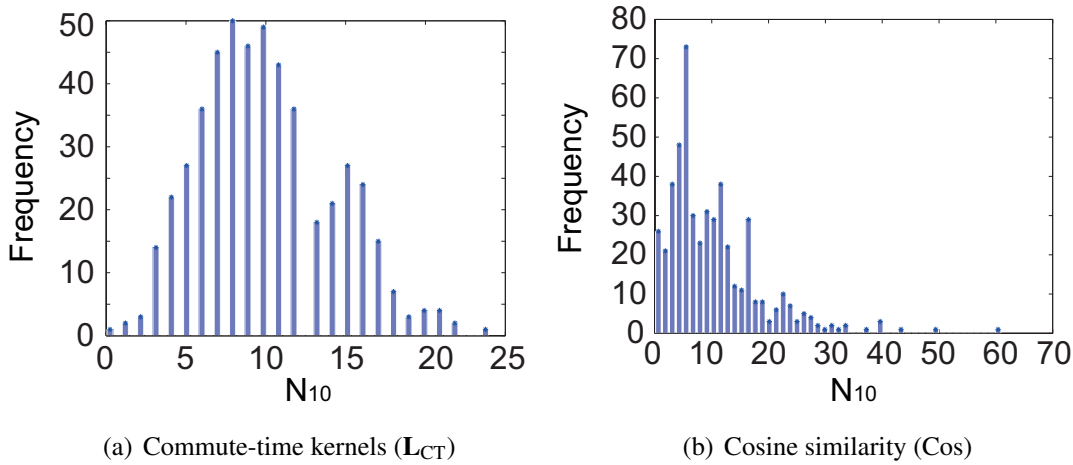 50
40
30
20
10
0
Frequency
0 5 10 15 20 25
N10
(a) Commute-time kernels (LCT)
80
70
60
50
40
30
20
10
0
Frequency
0 10 20 30 40 50 60 70
N10
(b) Cosine similarity (Cos)